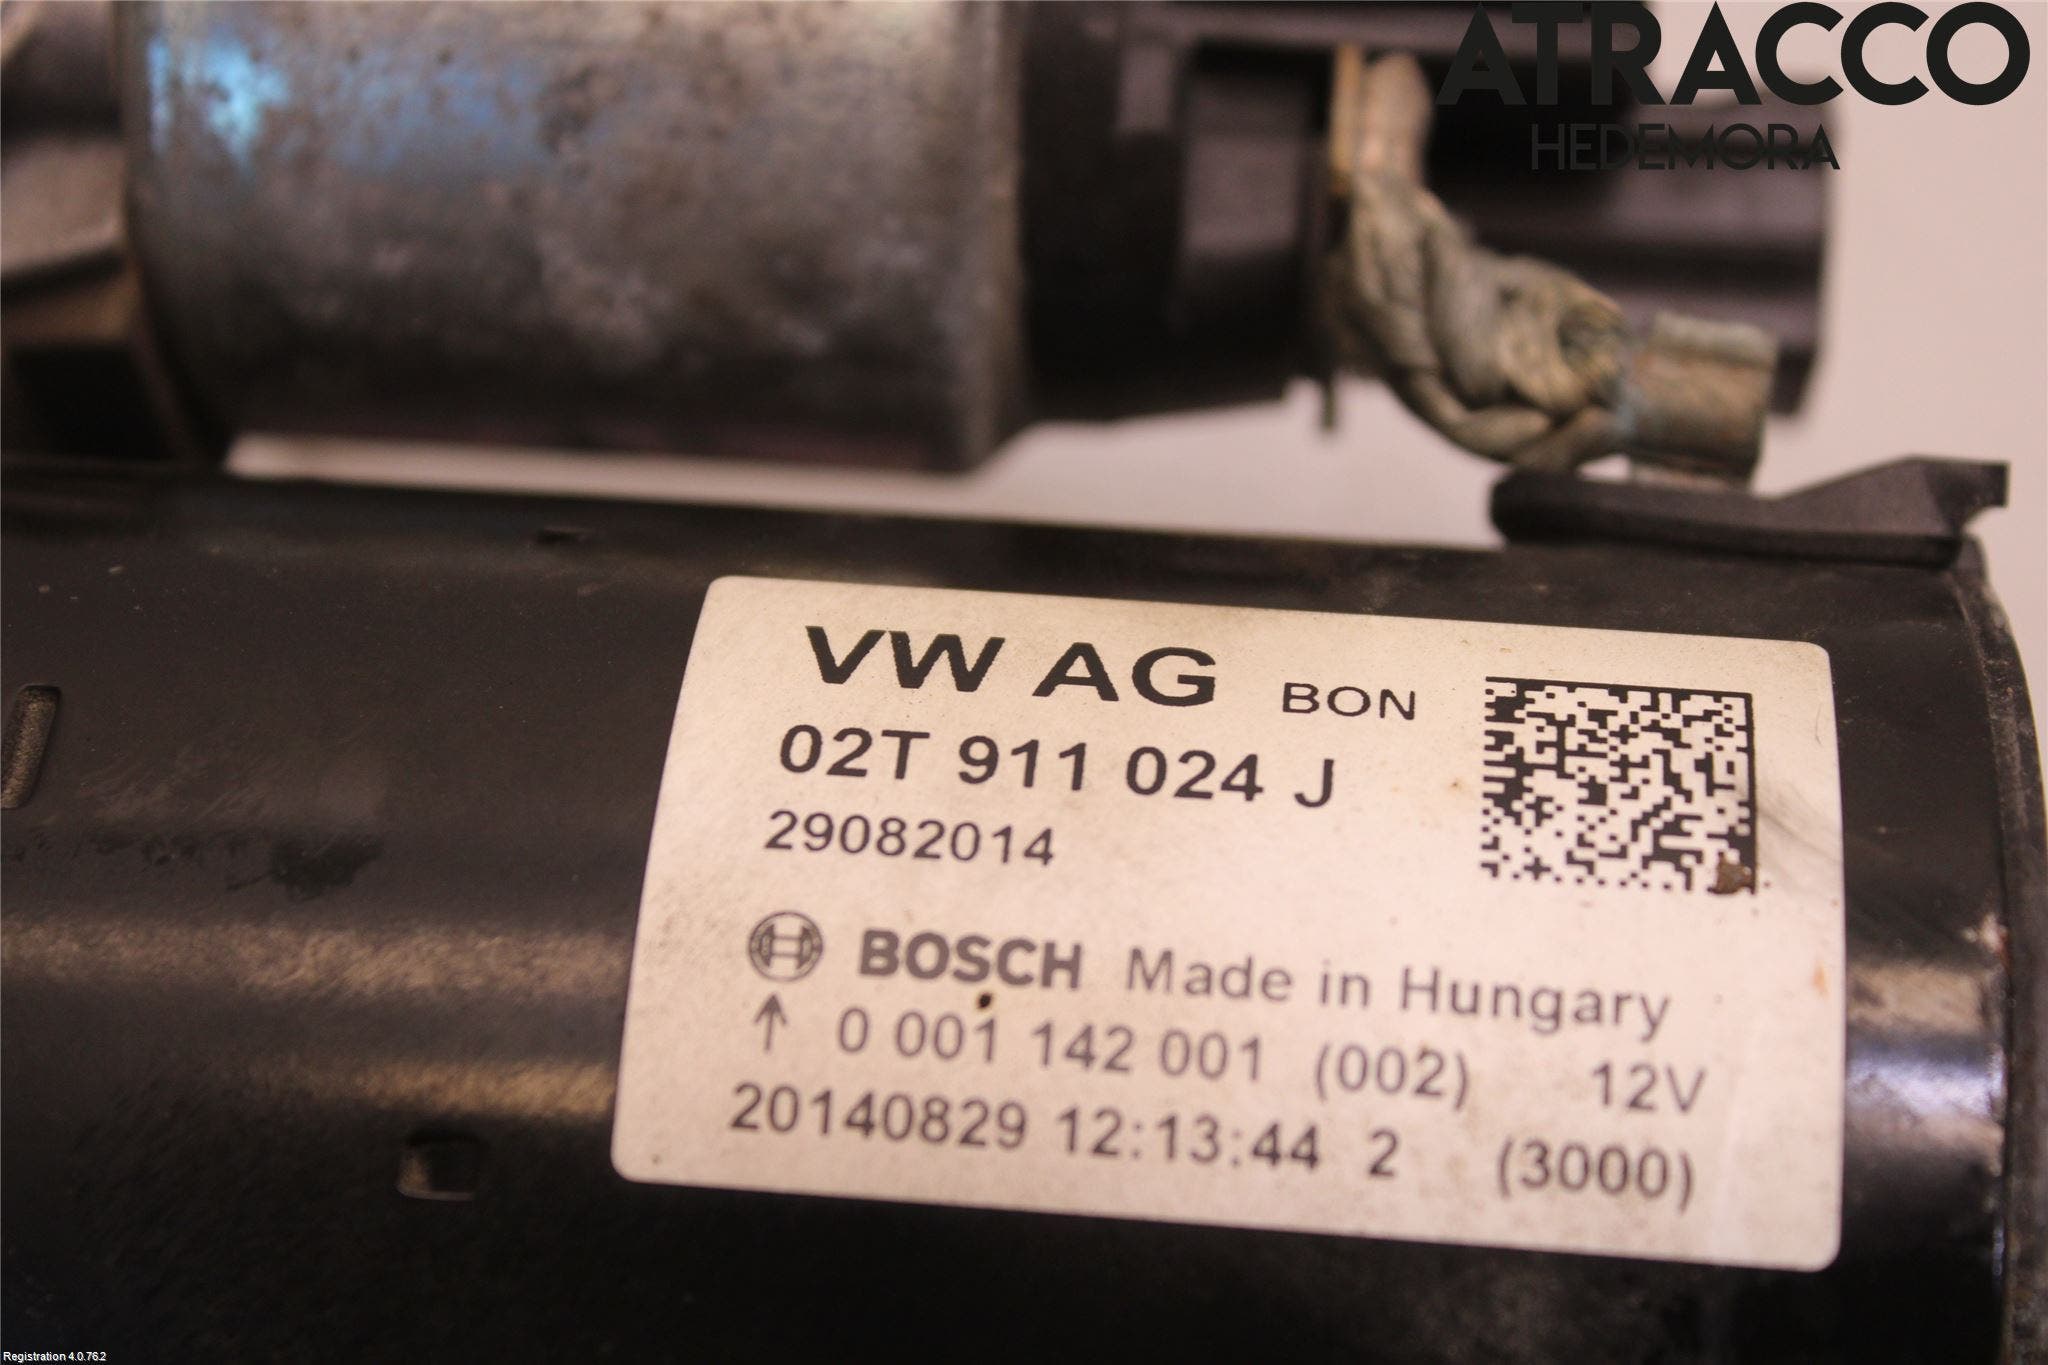 ATRACCO
HEDEMORA
VW AG BON
02T 911 024 J
29082014
BOSCH Made in Hungary
↑ 0 001 142 001 (002) 12V
20140829 12:13:44 2 (3000)
Registration 4.0.76.2